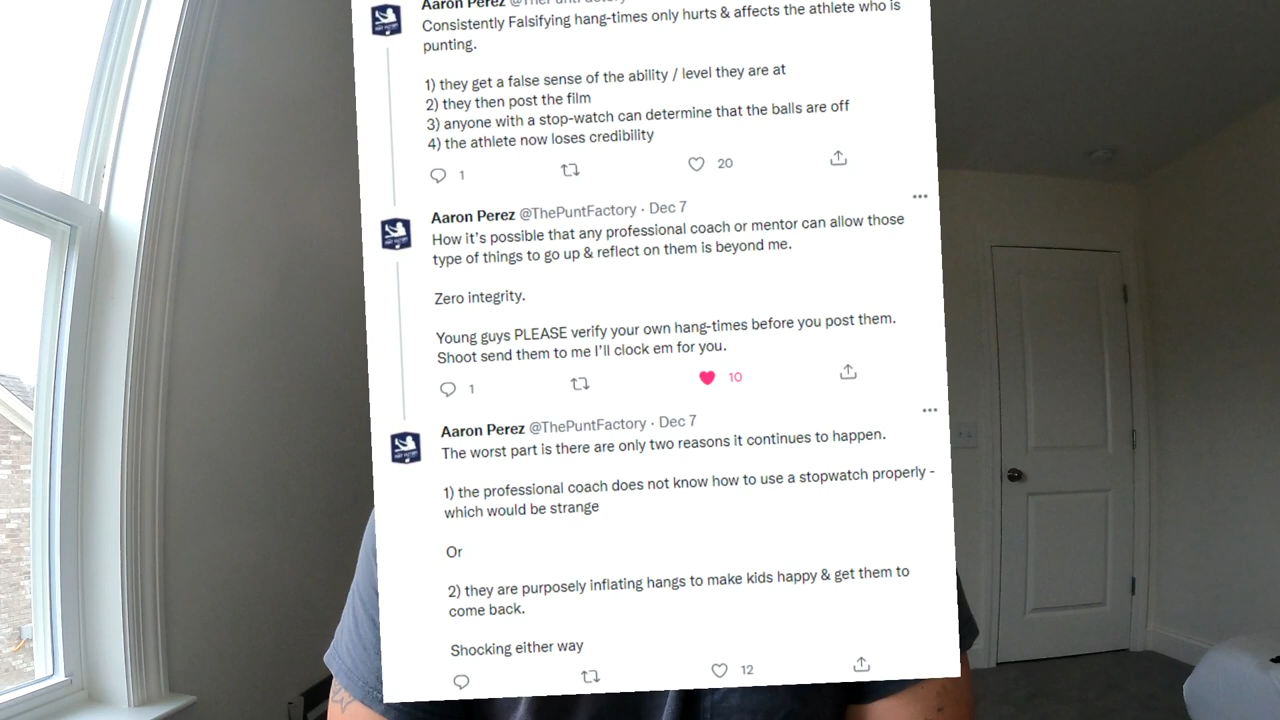 Aaron Perez @ThePuntFactory
Consistently Falsifying hang-times only hurts & affects the athlete who is
punting.
1) they get a false sense of the ability / level they are at
2) they then post the film
3) anyone with a stop-watch can determine that the balls are off
4) the athlete now loses credibility
1 20
Aaron Perez @ThePuntFactory · Dec 7
How it's possible that any professional coach or mentor can allow those
type of things to go up & reflect on them is beyond me.
Zero integrity.
Young guys PLEASE verify your own hang-times before you post them.
Shoot send them to me I'll clock em for you.
1 10
Aaron Perez @ThePuntFactory · Dec 7
The worst part is there are only two reasons it continues to happen.
1) the professional coach does not know how to use a stopwatch properly -
which would be strange
Or
2) they are purposely inflating hangs to make kids happy & get them to
come back.
Shocking either way
12